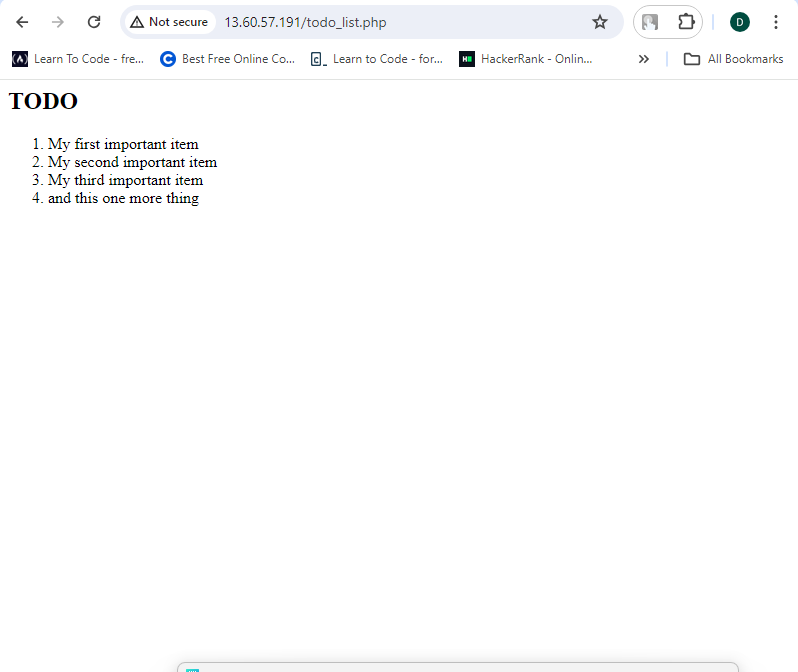 Not secure 13.60.57.191/todo_list.php D
Learn To Code - fre... Best Free Online Co... Learn to Code - for... HackerRank - Onlin... All Bookmarks
TODO
1. My first important item
2. My second important item
3. My third important item
4. and this one more thing